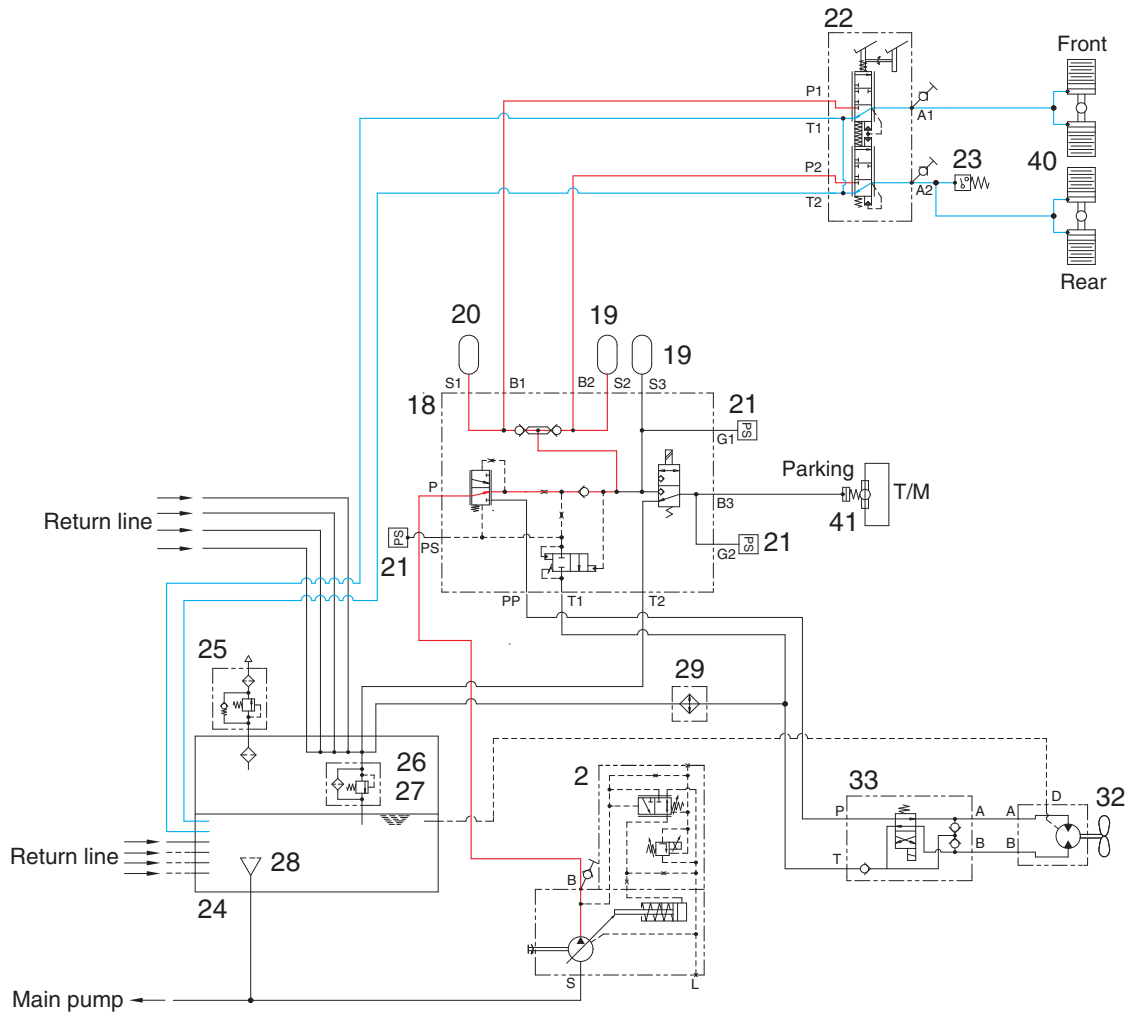 22
Front
P1
A1
T1
23
40
P2
A2
T2
Rear
20
19
19
S1
B1
B2
S2
S3
18
21
PS
G1
Parking
P
T/M
B3
Return line
41
PS
PS
21
G2
PS
21
PP
T1
T2
25
29
26
2
33
27
D
32
P
A
A
Return line
28
B
T
B
B
24
S
L
Main pump